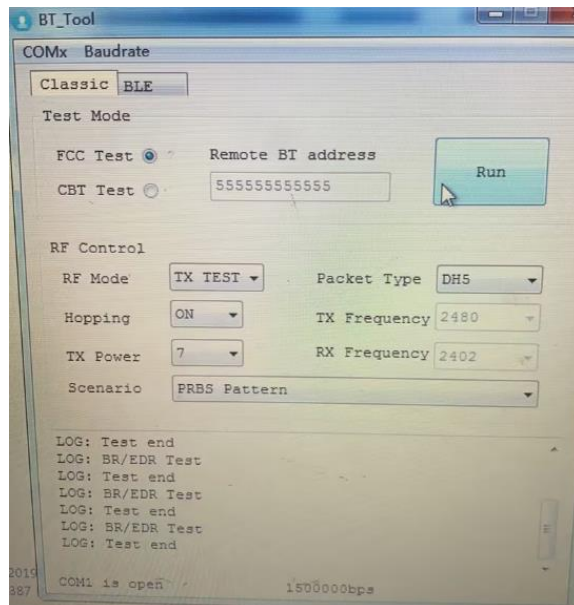 BT_Tool
COMx Baudrate
Classic BLE
Test Mode
FCC Test Remote BT address
CBT Test 555555555555
Run
RF Control
RF Mode TX TEST Packet Type DH5
Hopping ON TX Frequency 2480
TX Power 7 RX Frequency 2402
Scenario PRBS Pattern
LOG: Test end
LOG: BR/EDR Test
LOG: Test end
LOG: BR/EDR Test
LOG: Test end
LOG: BR/EDR Test
LOG: Test end
2019
387
COM1 is open 1500000bps